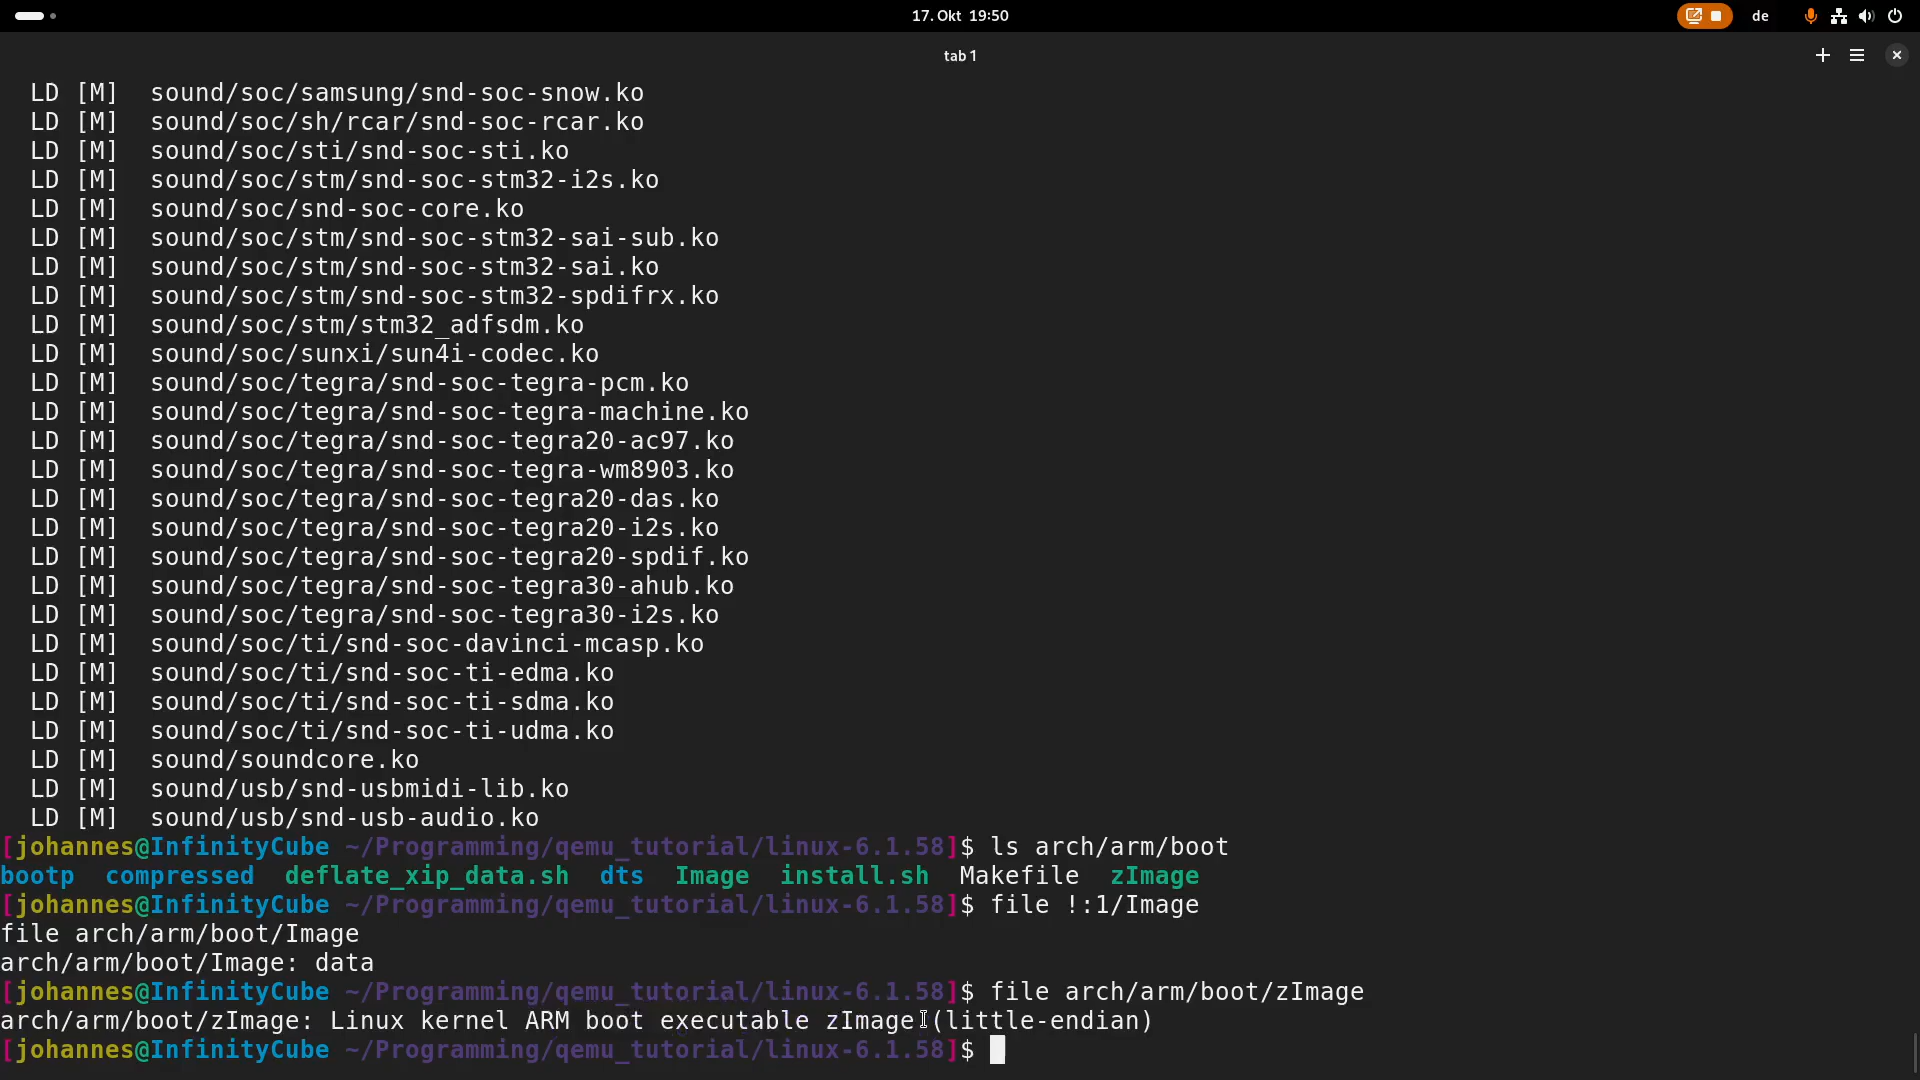 17. Okt 19:50
de
tab 1
LD [M] sound/soc/samsung/snd-soc-snow.ko
LD [M] sound/soc/sh/rcar/snd-soc-rcar.ko
LD [M] sound/soc/sti/snd-soc-sti.ko
LD [M] sound/soc/stm/snd-soc-stm32-i2s.ko
LD [M] sound/soc/snd-soc-core.ko
LD [M] sound/soc/stm/snd-soc-stm32-sai-sub.ko
LD [M] sound/soc/stm/snd-soc-stm32-sai.ko
LD [M] sound/soc/stm/snd-soc-stm32-spdifrx.ko
LD [M] sound/soc/stm/stm32_adfsdm.ko
LD [M] sound/soc/sunxi/sun4i-codec.ko
LD [M] sound/soc/tegra/snd-soc-tegra-pcm.ko
LD [M] sound/soc/tegra/snd-soc-tegra-machine.ko
LD [M] sound/soc/tegra/snd-soc-tegra20-ac97.ko
LD [M] sound/soc/tegra/snd-soc-tegra-wm8903.ko
LD [M] sound/soc/tegra/snd-soc-tegra20-das.ko
LD [M] sound/soc/tegra/snd-soc-tegra20-i2s.ko
LD [M] sound/soc/tegra/snd-soc-tegra20-spdif.ko
LD [M] sound/soc/tegra/snd-soc-tegra30-ahub.ko
LD [M] sound/soc/tegra/snd-soc-tegra30-i2s.ko
LD [M] sound/soc/ti/snd-soc-davinci-mcasp.ko
LD [M] sound/soc/ti/snd-soc-ti-edma.ko
LD [M] sound/soc/ti/snd-soc-ti-sdma.ko
LD [M] sound/soc/ti/snd-soc-ti-udma.ko
LD [M] sound/soundcore.ko
LD [M] sound/usb/snd-usbmidi-lib.ko
LD [M] sound/usb/snd-usb-audio.ko
[johannes@InfinityCube ~/Programming/qemu_tutorial/linux-6.1.58]$ ls arch/arm/boot
bootp compressed deflate_xip_data.sh dts Image install.sh Makefile zImage
[johannes@InfinityCube ~/Programming/qemu_tutorial/linux-6.1.58]$ file !:1/Image
file arch/arm/boot/Image
arch/arm/boot/Image: data
[johannes@InfinityCube ~/Programming/qemu_tutorial/linux-6.1.58]$ file arch/arm/boot/zImage
arch/arm/boot/zImage: Linux kernel ARM boot executable zImage (little-endian)
[johannes@InfinityCube ~/Programming/qemu_tutorial/linux-6.1.58]$